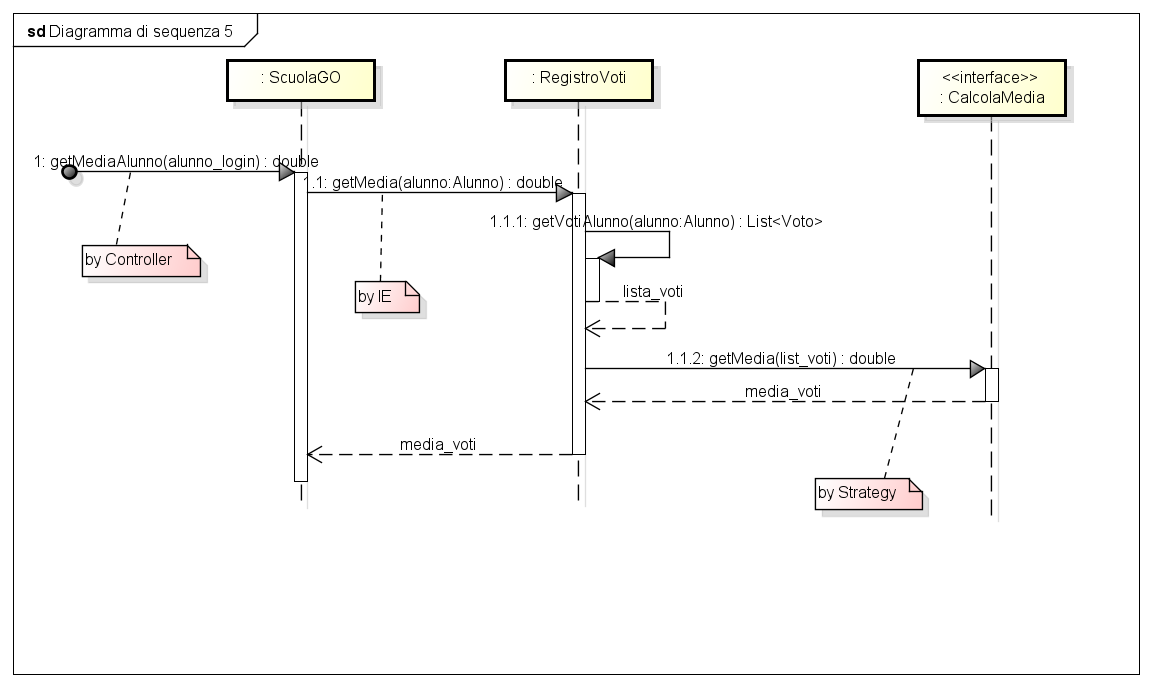 sd Diagramma di sequenza 5
: ScuolaGO
: RegistroVoti
<<interface>>
: CalcolaMedia
1: getMediaAlunno(alunno_login) : double
.1: getMedia(alunno:Alunno) : double
1.1.1: getVotiAlunno(alunno:Alunno) : List<Voto>
by Controller
by IE
lista_voti
1.1.2: getMedia(list_voti) : double
media_voti
media_voti
by Strategy